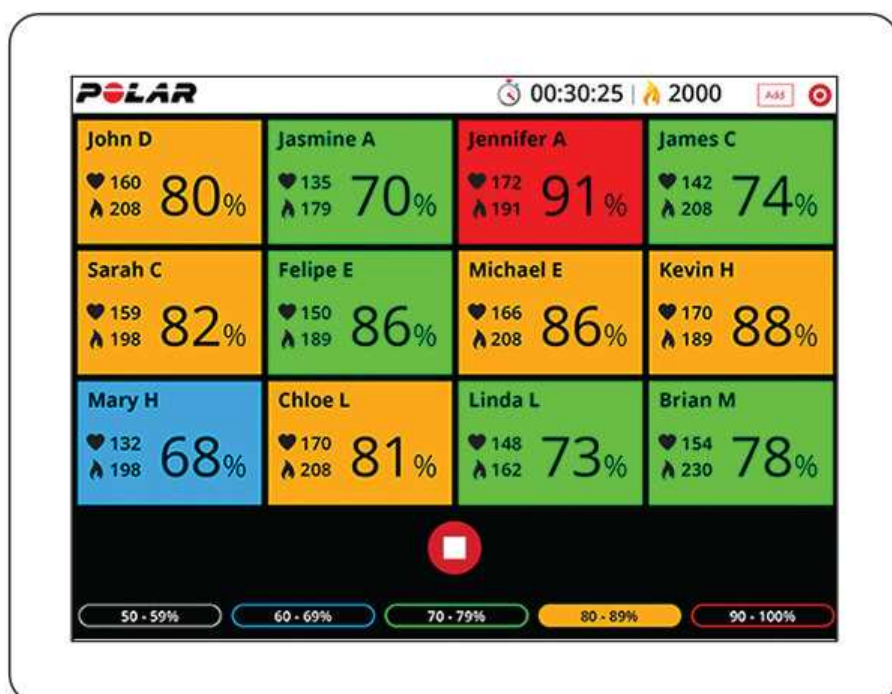 POLAR
00:30:25 | 2000 Add
John D
160
208
80%
Jasmine A
135
179
70%
Jennifer A
172
191
91%
James C
142
208
74%
Sarah C
159
198
82%
Felipe E
150
189
86%
Michael E
166
208
86%
Kevin H
170
189
88%
Mary H
132
198
68%
Chloe L
170
208
81%
Linda L
148
162
73%
Brian M
154
230
78%
50 - 59%
60 - 69%
70 - 79%
80 - 89%
90 - 100%